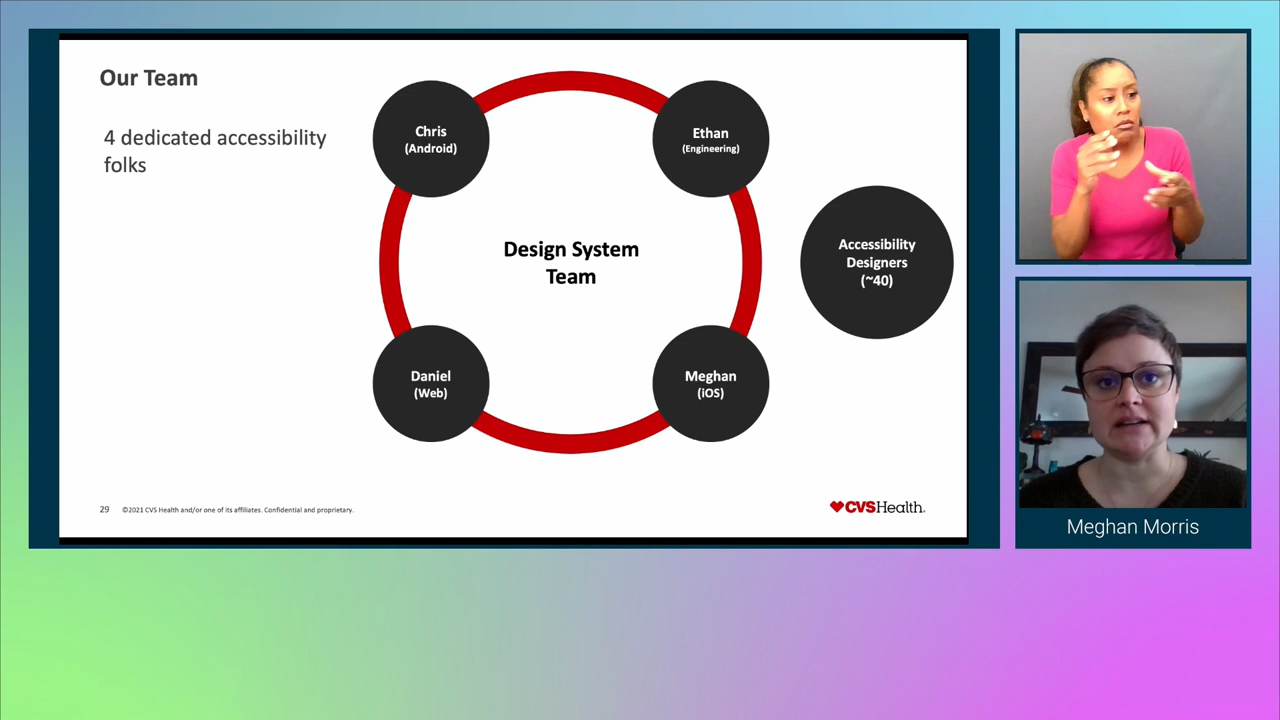 Our Team
4 dedicated accessibility
folks
Chris
(Android)
Ethan
(Engineering)
Design System
Team
Accessibility
Designers
(~40)
Daniel
(Web)
Meghan
(iOS)
29 ©2021 CVS Health and/or one of its affiliates. Confidential and proprietary.
CVSHealth.
Meghan Morris